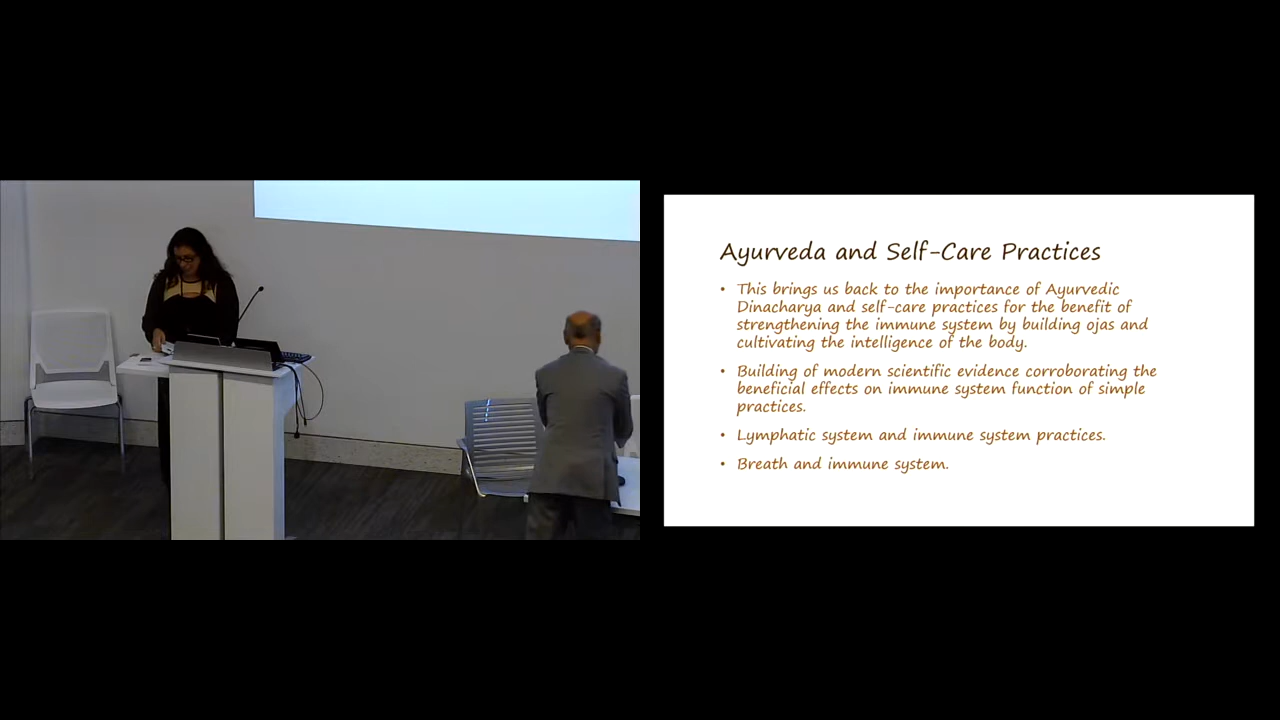 Ayurveda and Self-Care Practices
• This brings us back to the importance of Ayurvedic
Dinacharya and self-care practices for the benefit of
strengthening the immune system by building ojas and
cultivating the intelligence of the body.
• Building of modern scientific evidence corroborating the
beneficial effects on immune system function of simple
practices.
• Lymphatic system and immune system practices.
• Breath and immune system.